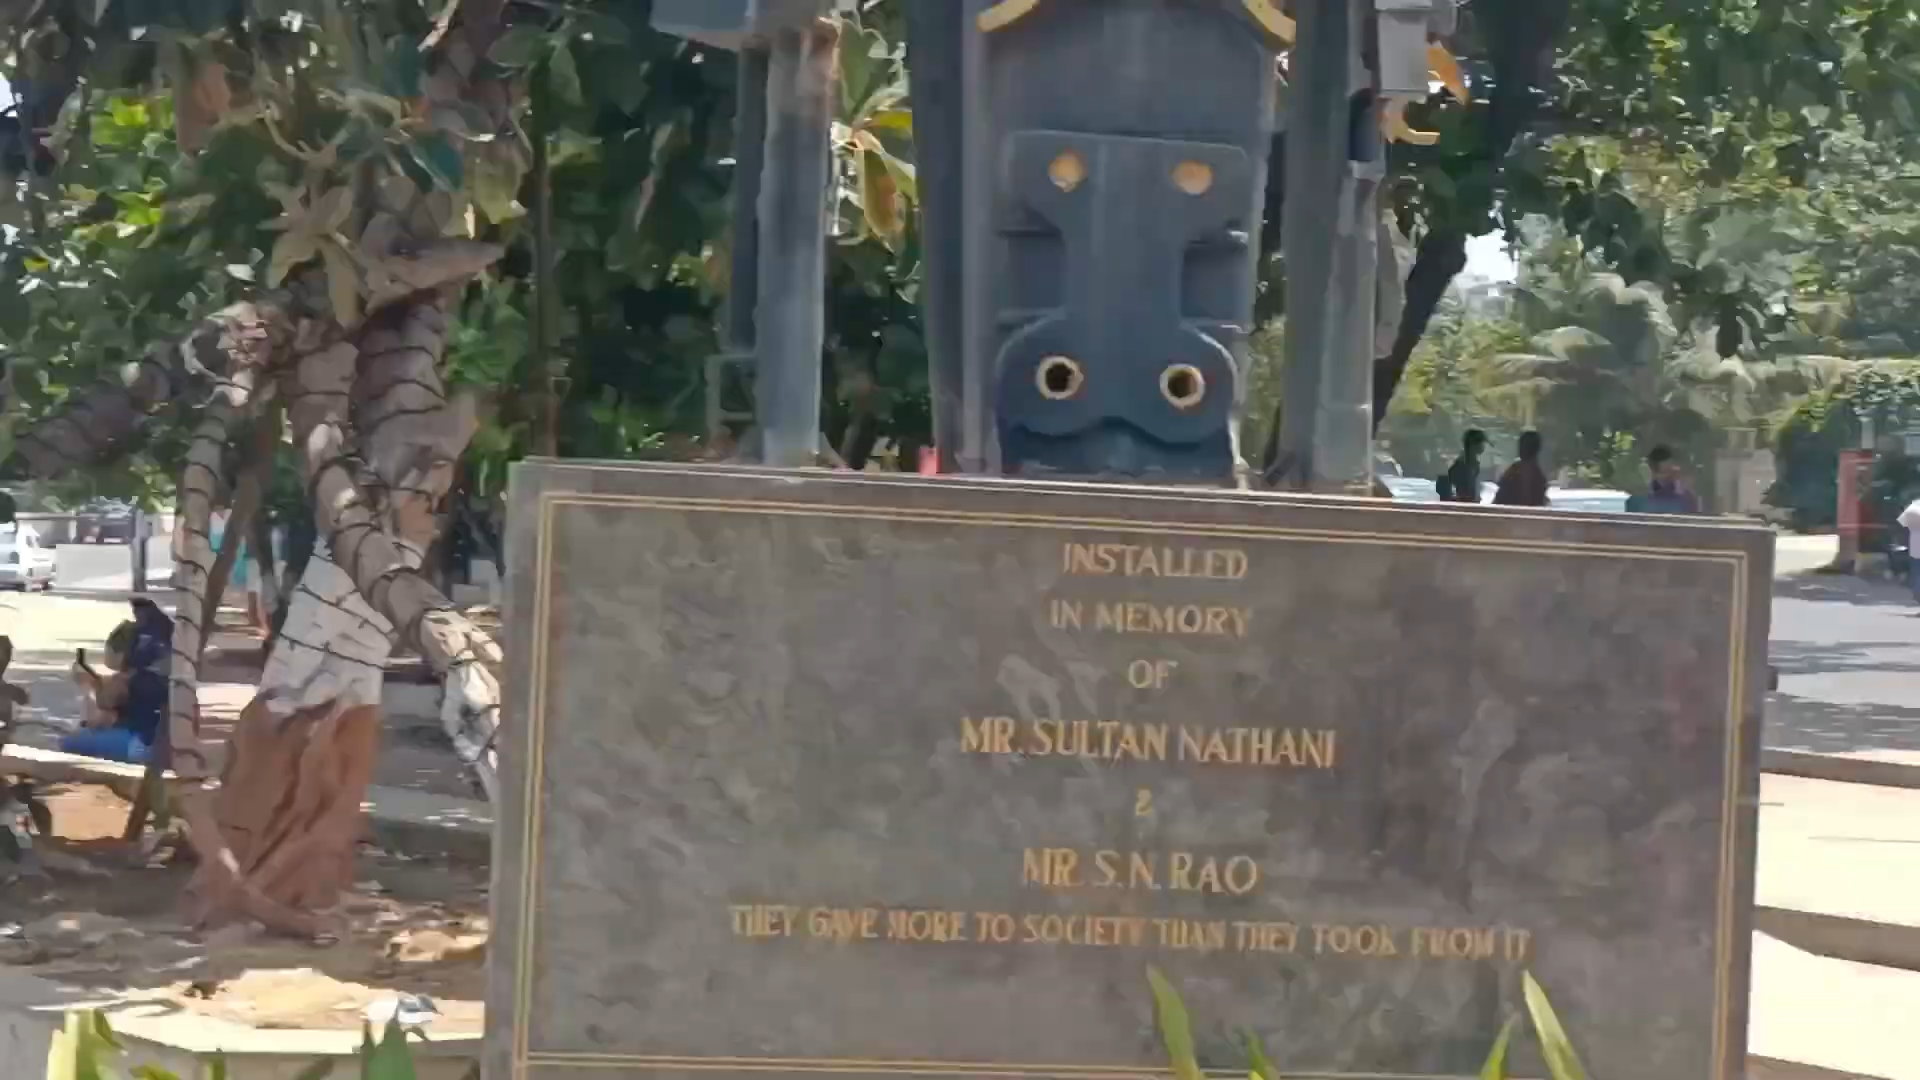 INSTALLED
IN MEMORY
OF
MR. SULTAN NATHANI
&
MR. S. N. RAO
THEY GAVE MORE TO SOCIETY THAN THEY TOOK FROM IT